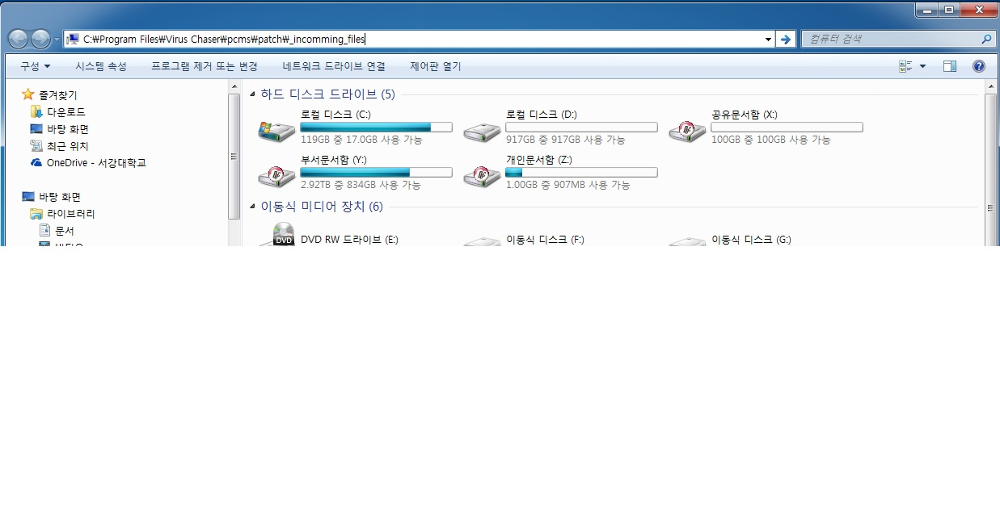 C:₩Program Files₩Virus Chaser₩pcms₩patch₩_incomming_files
컴퓨터 검색
구성 시스템 속성 프로그램 제거 또는 변경 네트워크 드라이브 연결 제어판 열기
즐겨찾기
다운로드
바탕 화면
최근 위치
OneDrive - 서강대학교
바탕 화면
라이브러리
문서
하드 디스크 드라이브 (5)
로컬 디스크 (C:)
119GB 중 17.0GB 사용 가능
로컬 디스크 (D:)
917GB 중 917GB 사용 가능
공유문서함 (X:)
100GB 중 100GB 사용 가능
부서문서함 (Y:)
2.92TB 중 834GB 사용 가능
개인문서함 (Z:)
1.00GB 중 907MB 사용 가능
이동식 미디어 장치 (6)
DVD
DVD RW 드라이브 (E:)
이동식 디스크 (F:)
이동식 디스크 (G:)